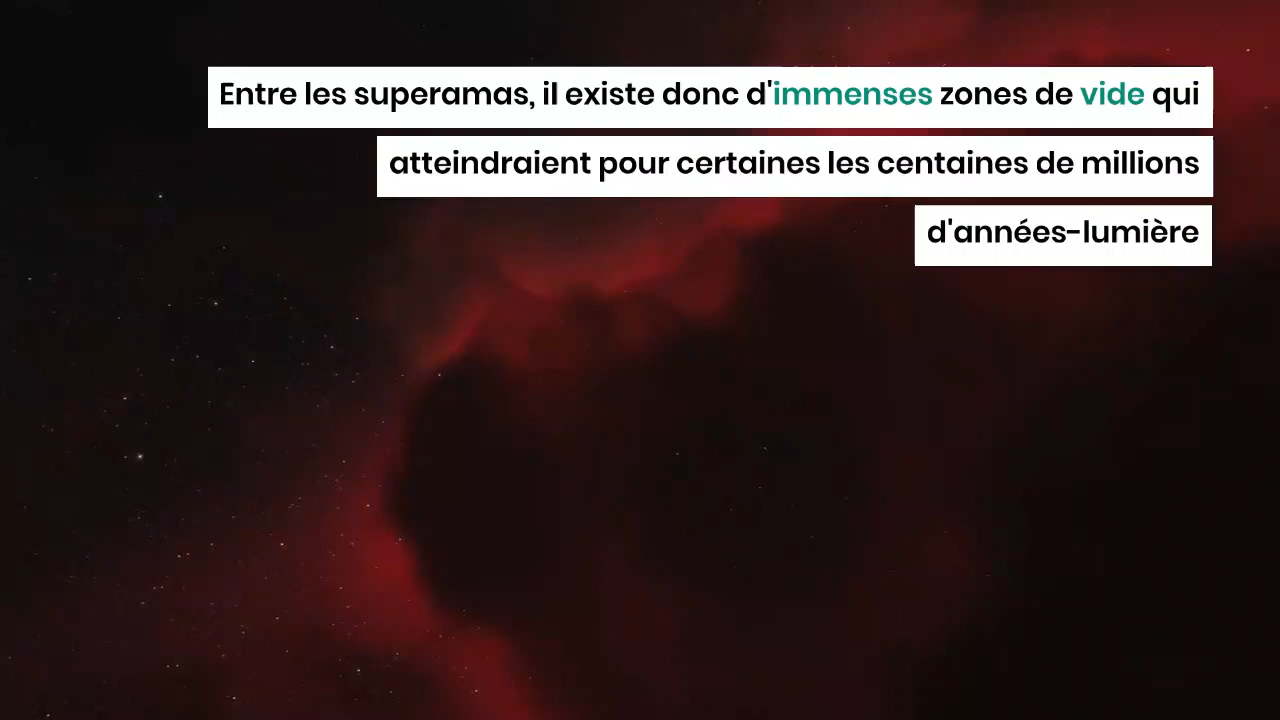 Entre les superamas, il existe donc d'immenses zones de vide qui
atteindraient pour certaines les centaines de millions
d'années-lumière